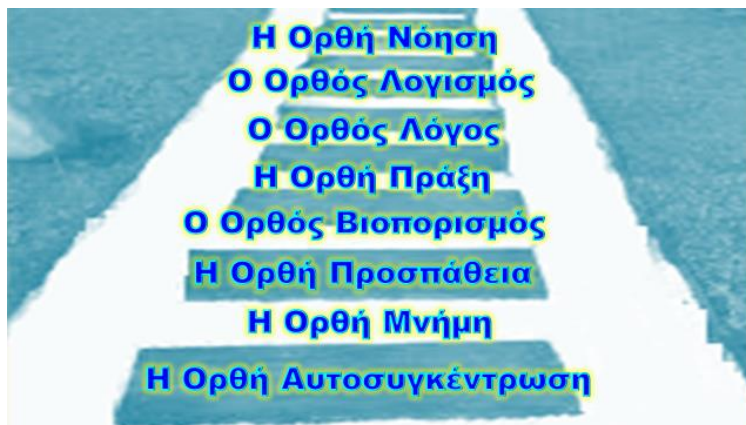 Η Ορθή Νόηση
Ο Ορθός Λογισμός
Ο Ορθός Λόγος
Η Ορθή Πράξη
Ο Ορθός Βιοπορισμός
Η Ορθή Προσπάθεια
Η Ορθή Μνήμη
Η Ορθή Αυτοσυγκέντρωση